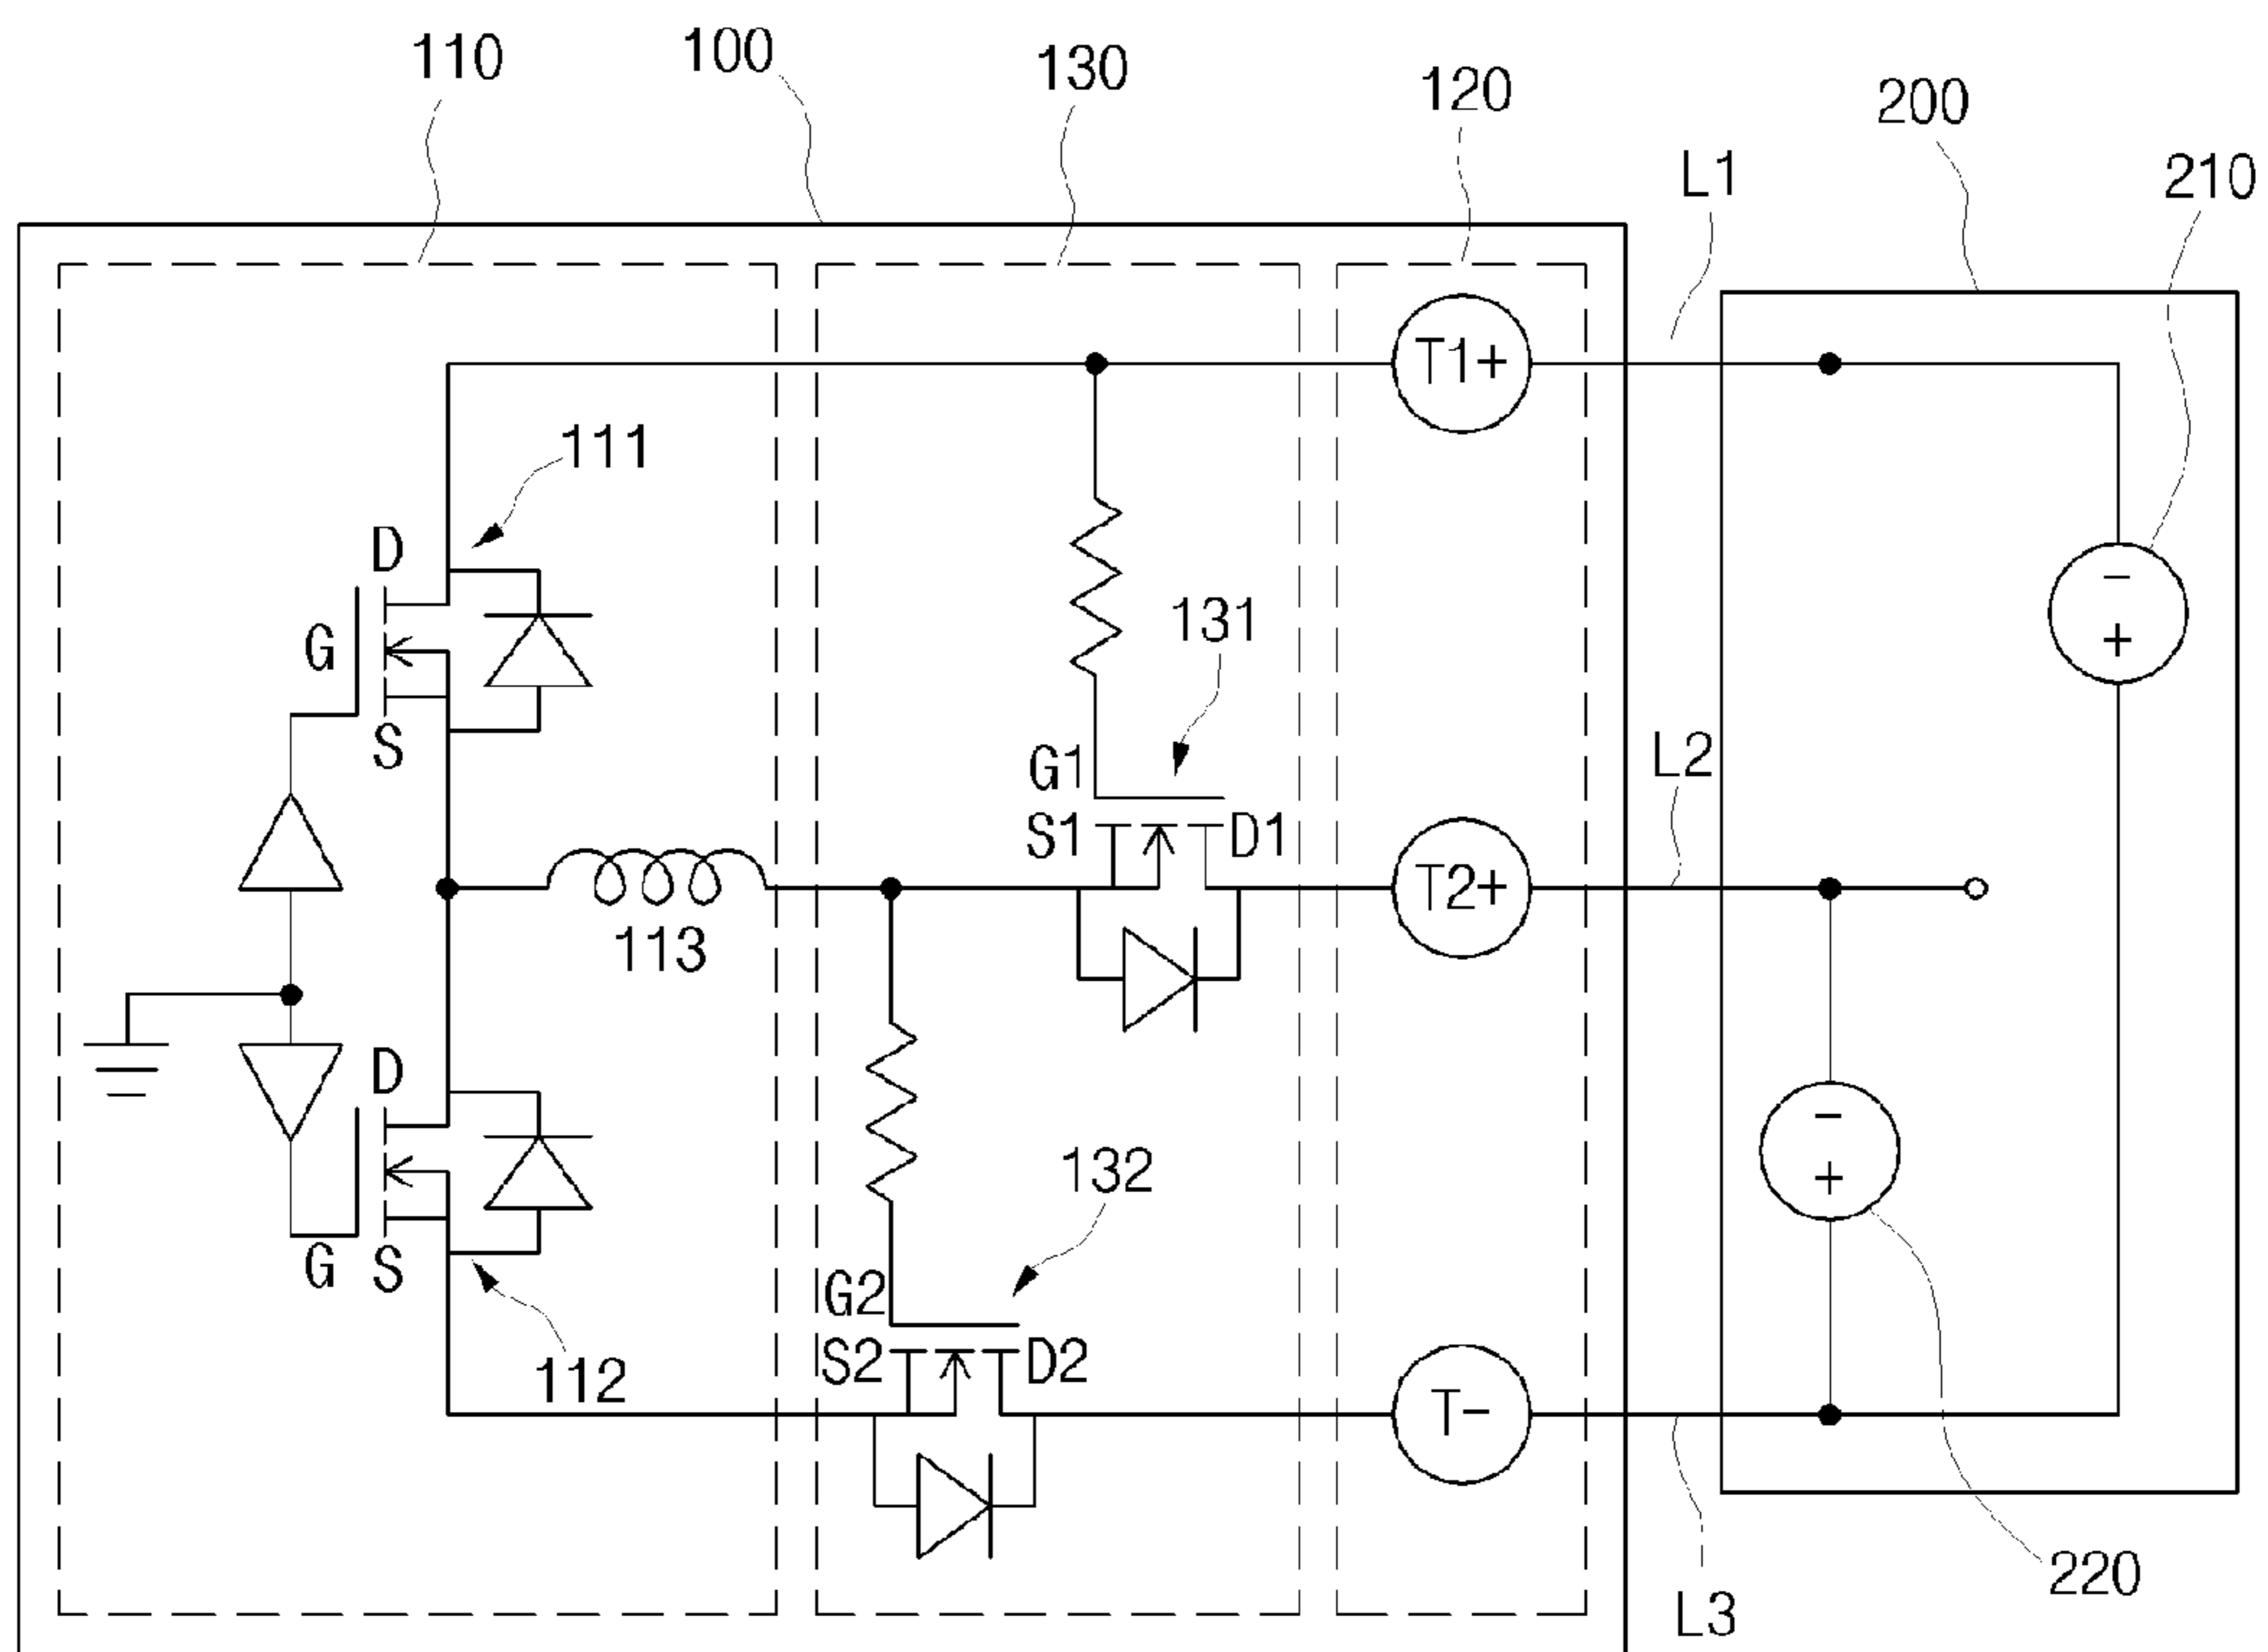 110
100
130
120
200
L1
210
T1+
111
D
G
S
−
+
131
L2
G1
S1
D1
T2+
113
D
G
S
−
+
132
G2
S2
D2
112
T−
220
L3